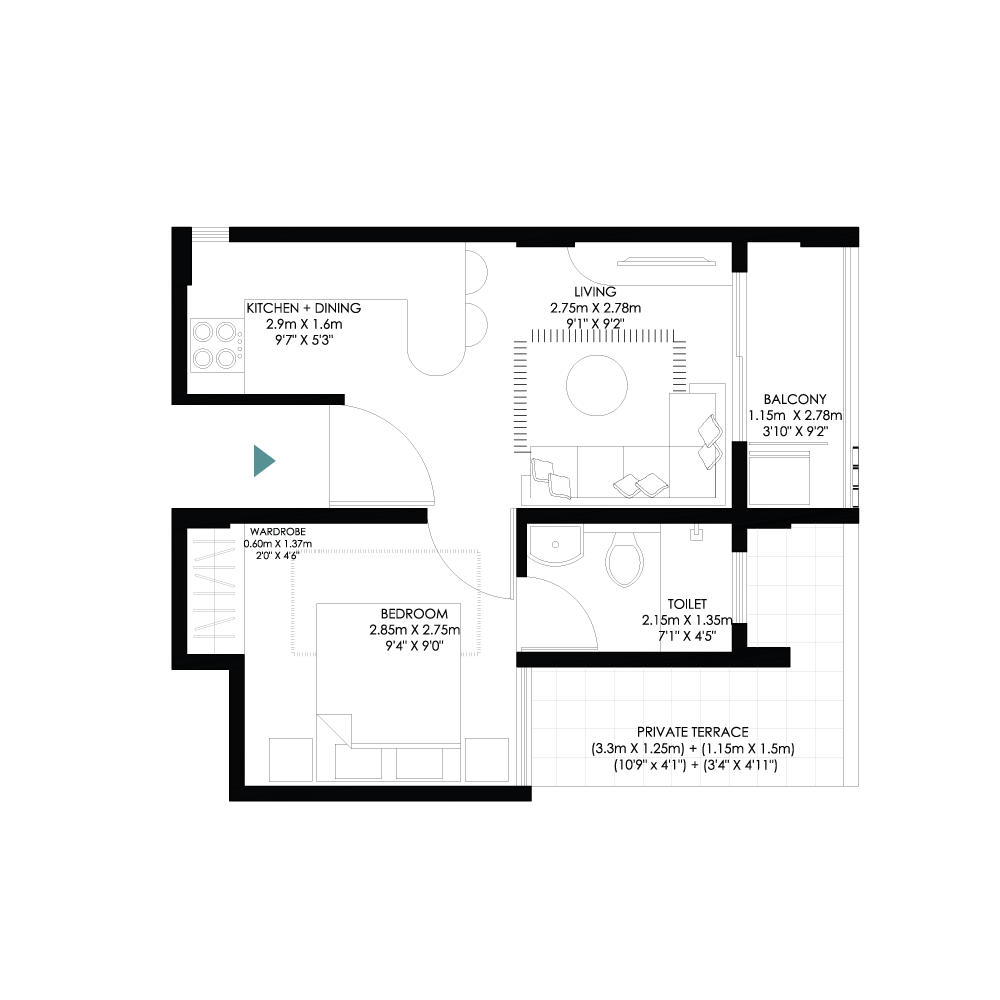 KITCHEN + DINING
2.9m X 1.6m
9'7" X 5'3"
LIVING
2.75m X 2.78m
9'1" X 9'2"
BALCONY
1.15m X 2.78m
3'10" X 9'2"
WARDROBE
0.60m X 1.37m
2'0" X 4'6"
BEDROOM
2.85m X 2.75m
9'4" X 9'0"
TOILET
2.15m X 1.35m
7'1" X 4'5"
PRIVATE TERRACE
(3.3m X 1.25m) + (1.15m X 1.5m)
(10'9" x 4'1") + (3'4" X 4'11")